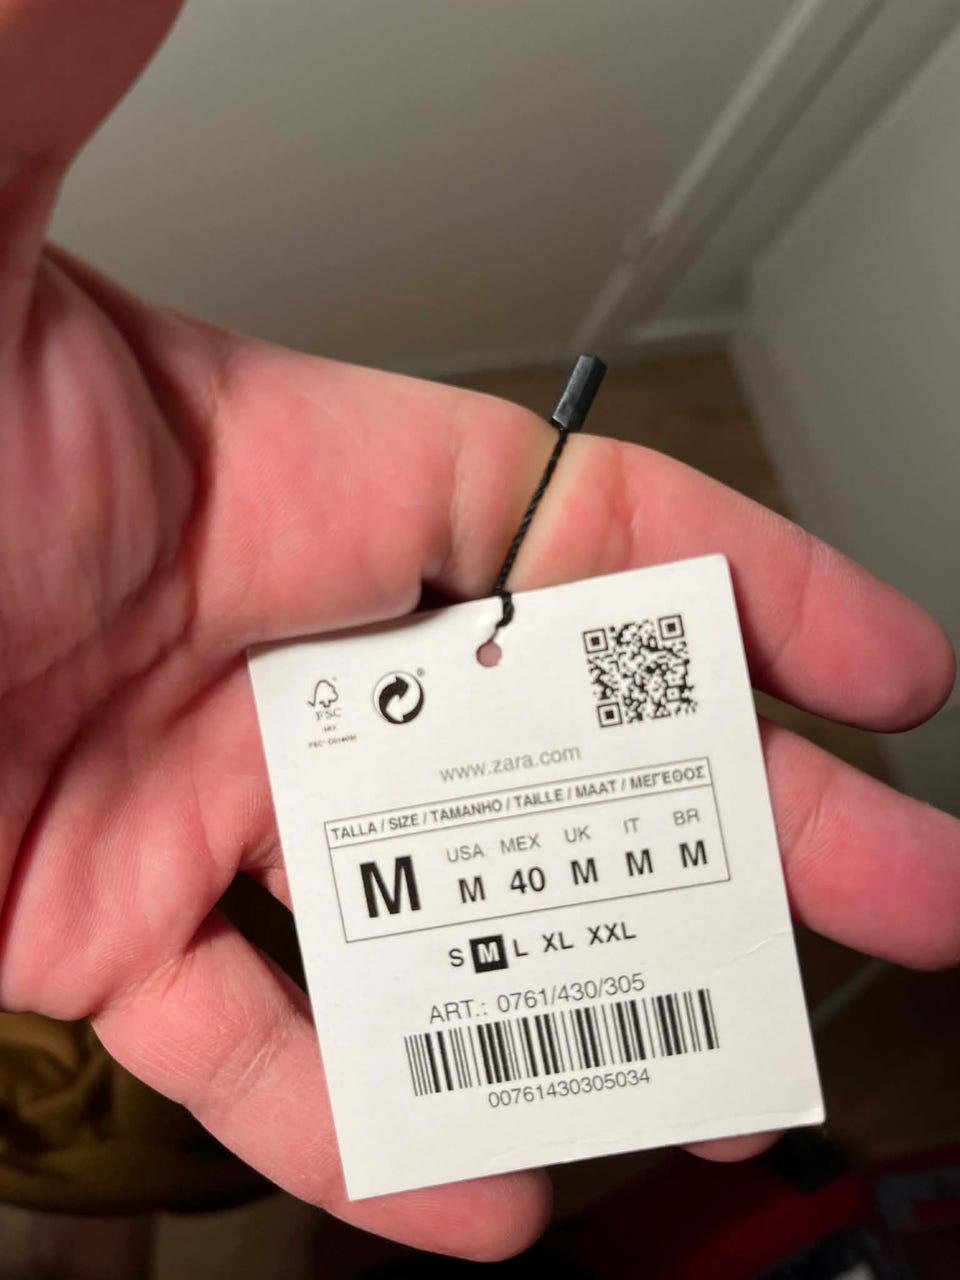 FSC
MIX
www.zara.com
TALLA / SIZE / TAMANHO / TAILLE / MAAT / ΜΕΓΕΘΟΣ
USA MEX UK IT BR
M M 40 M M M
S M L XL XXL
ART.: 0761/430/305
00761430305034